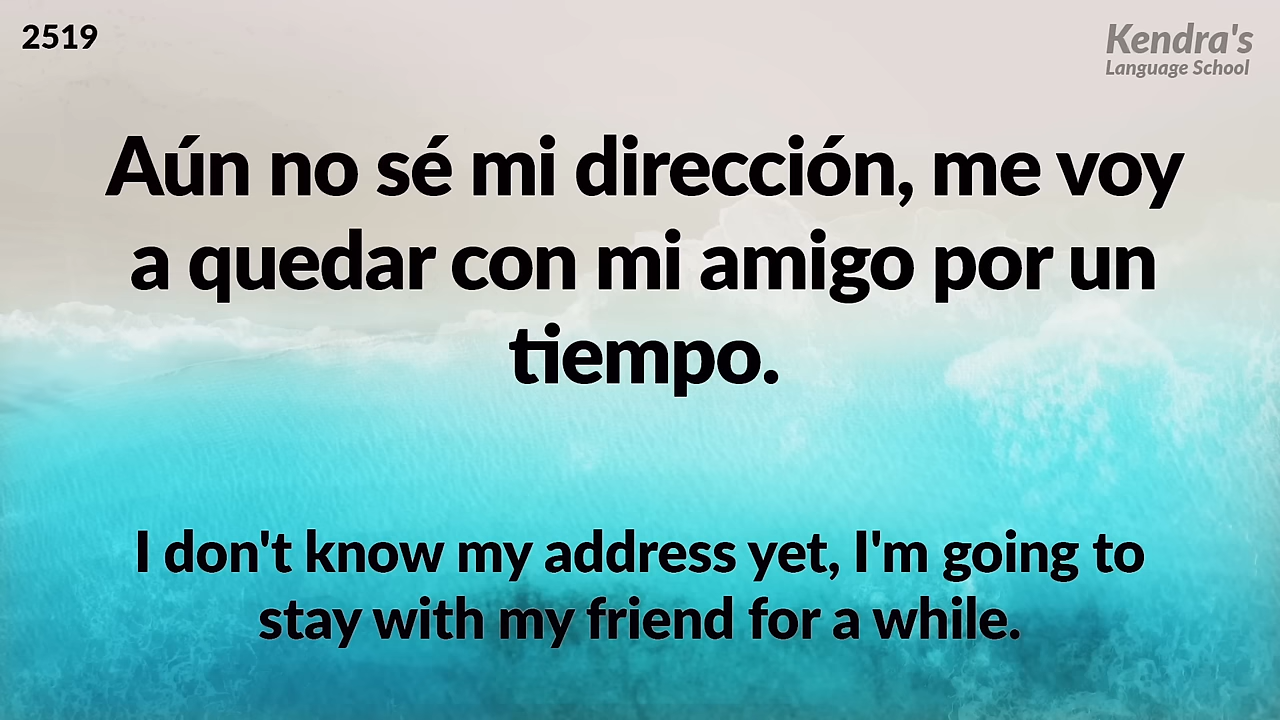 2519
Kendra's
Language School
Aún no sé mi dirección, me voy
a quedar con mi amigo por un
tiempo.
I don't know my address yet, I'm going to
stay with my friend for a while.